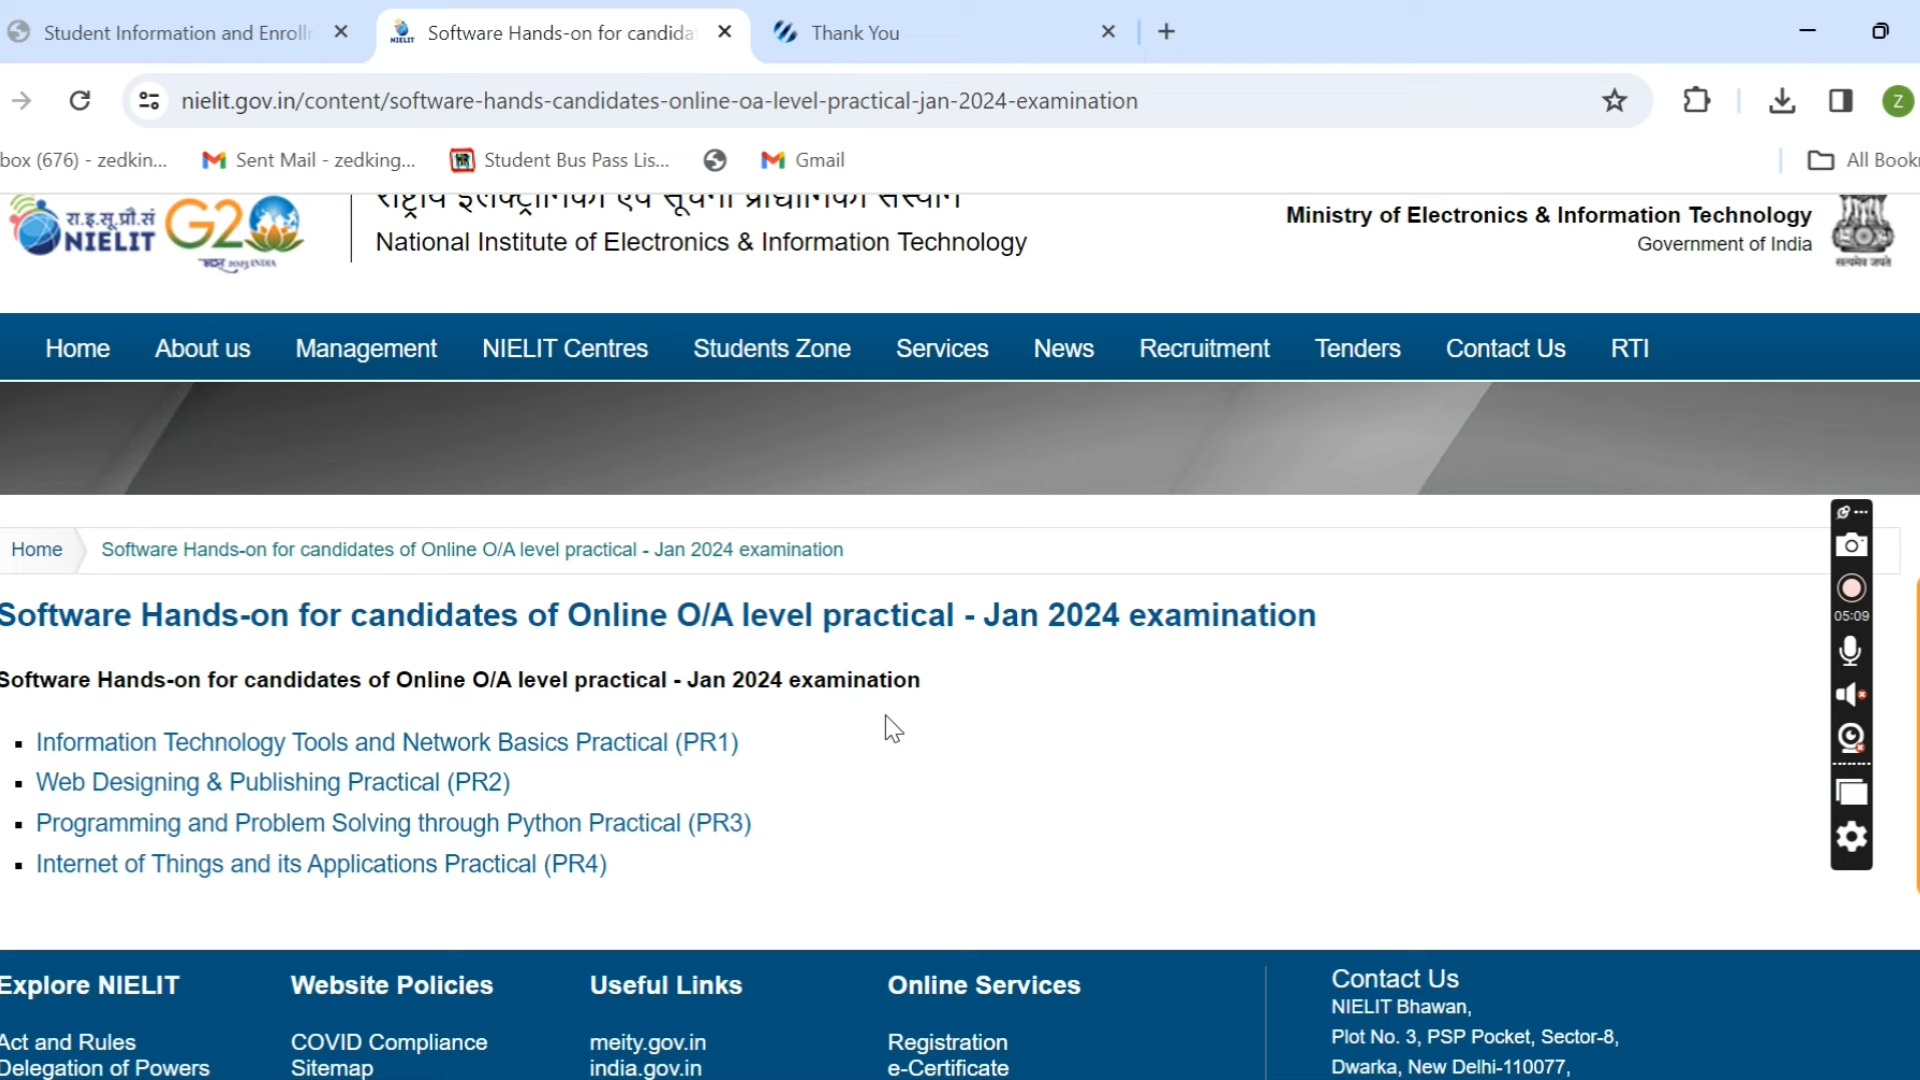 Student Information and Enroll
Software Hands-on for candida
Thank You
nielit.gov.in/content/software-hands-candidates-online-oa-level-practical-jan-2024-examination
Z
box (676) - zedkin...
Sent Mail - zedking...
Student Bus Pass Lis...
Gmail
All Book
रा.इ.सू.प्रौ.सं
NIELIT
G20
राष्ट्रीय इलेक्ट्रॉनिकी एवं सूचना प्रौद्योगिकी संस्थान
National Institute of Electronics & Information Technology
Ministry of Electronics & Information Technology
Government of India
सत्यमेव जयते
Home
About us
Management
NIELIT Centres
Students Zone
Services
News
Recruitment
Tenders
Contact Us
RTI
Home
Software Hands-on for candidates of Online O/A level practical - Jan 2024 examination
Software Hands-on for candidates of Online O/A level practical - Jan 2024 examination
Software Hands-on for candidates of Online O/A level practical - Jan 2024 examination
Information Technology Tools and Network Basics Practical (PR1)
Web Designing & Publishing Practical (PR2)
Programming and Problem Solving through Python Practical (PR3)
Internet of Things and its Applications Practical (PR4)
05:09
Explore NIELIT
Act and Rules
Delegation of Powers
Website Policies
COVID Compliance
Sitemap
Useful Links
meity.gov.in
india.gov.in
Online Services
Registration
e-Certificate
Contact Us
NIELIT Bhawan,
Plot No. 3, PSP Pocket, Sector-8,
Dwarka, New Delhi-110077,